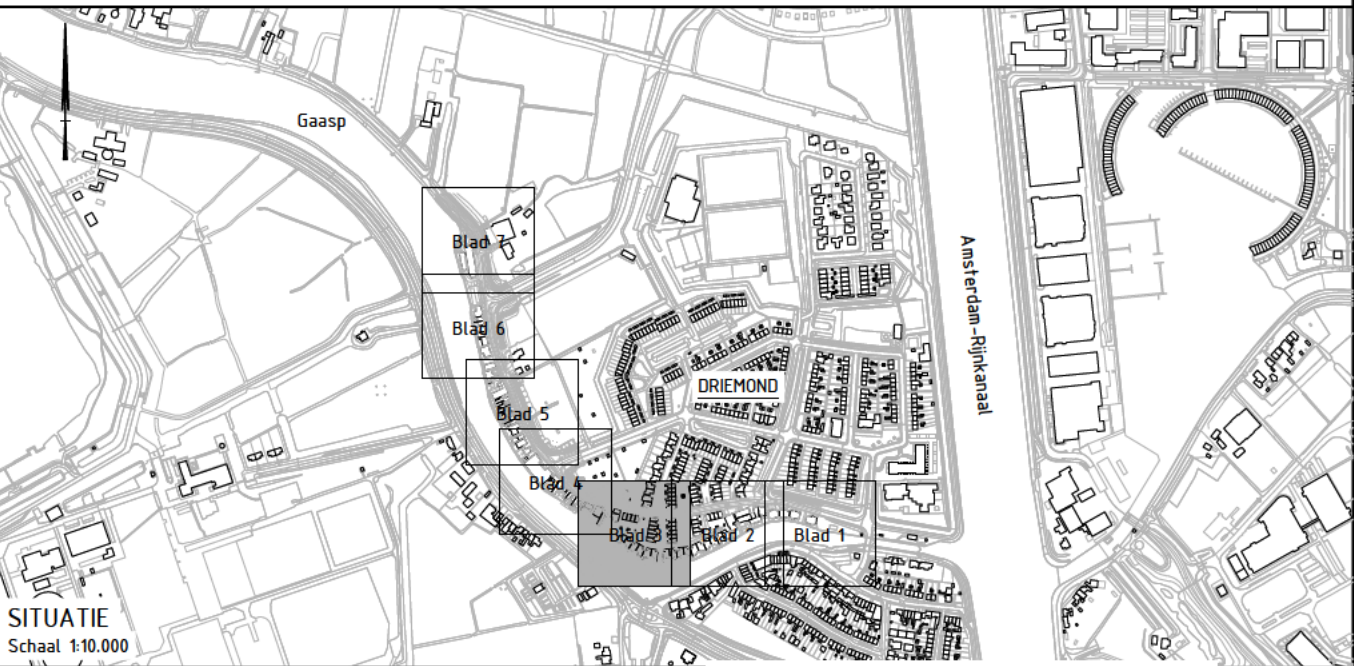 Gaasp
Blad 7
Blad 6
Blad 5
Blad 4
Blad 3
Blad 2
Blad 1
DRIEMOND
Amsterdam-Rijnkanaal
SITUATIE
Schaal 1:10.000